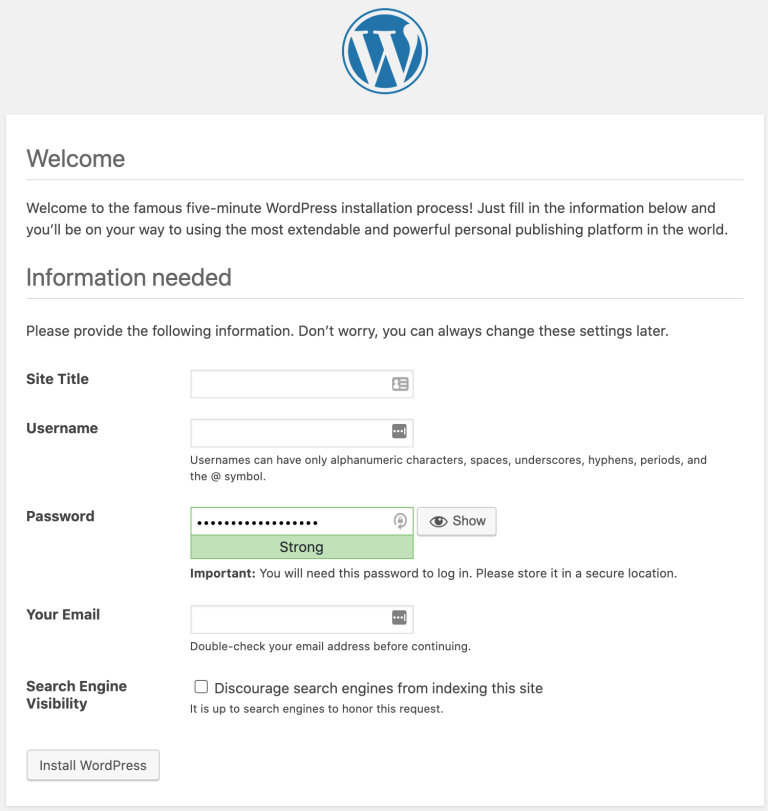 Welcome
Welcome to the famous five-minute WordPress installation process! Just fill in the information below and
you’ll be on your way to using the most extendable and powerful personal publishing platform in the world.
Information needed
Please provide the following information. Don’t worry, you can always change these settings later.
Site Title
Username
Usernames can have only alphanumeric characters, spaces, underscores, hyphens, periods, and
the @ symbol.
Password
•••••••••••••••••• Show
Strong
Important: You will need this password to log in. Please store it in a secure location.
Your Email
Double-check your email address before continuing.
Search Engine
Visibility
Discourage search engines from indexing this site
It is up to search engines to honor this request.
Install WordPress